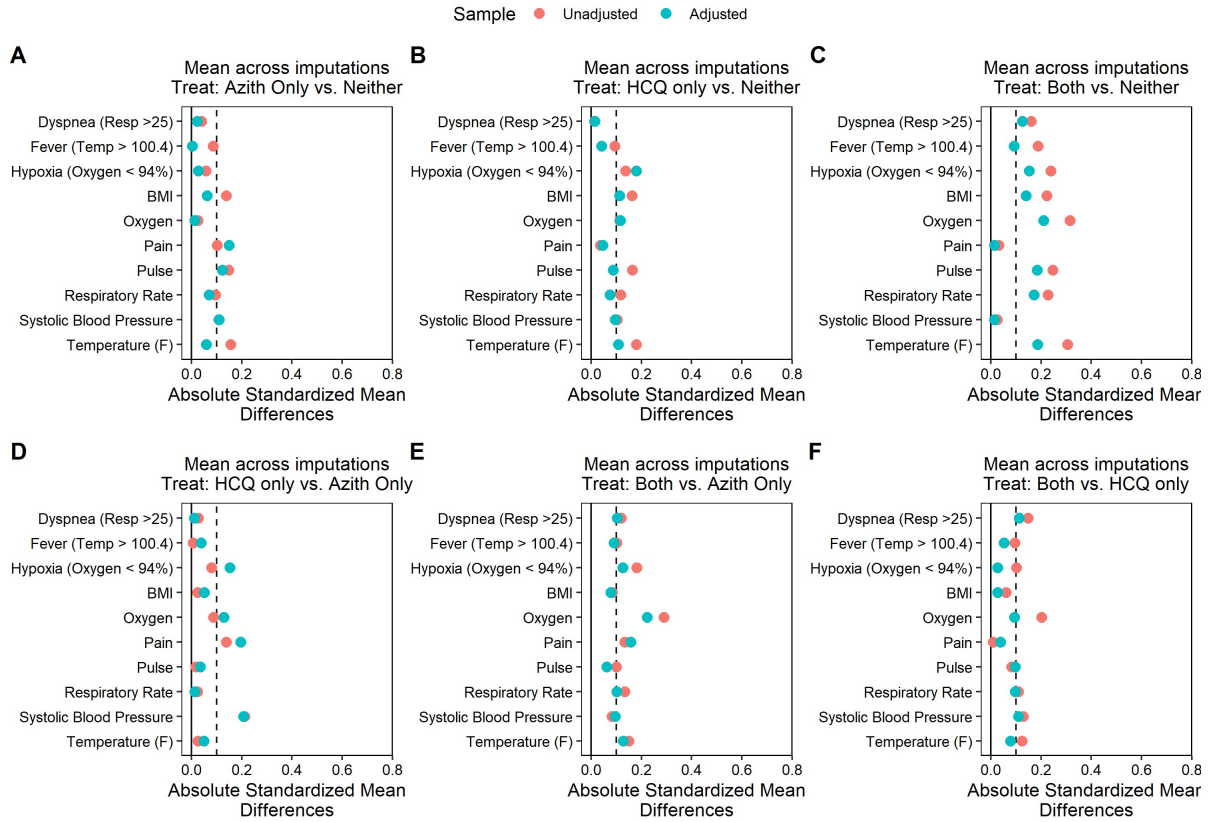 Sample Unadjusted Adjusted
A
Mean across imputations
Treat: Azith Only vs. Neither
Dyspnea (Resp >25)
Fever (Temp > 100.4)
Hypoxia (Oxygen < 94%)
BMI
Oxygen
Pain
Pulse
Respiratory Rate
Systolic Blood Pressure
Temperature (F)
0.0 0.2 0.4 0.6 0.8
Absolute Standardized Mean
Differences
B
Mean across imputations
Treat: HCQ only vs. Neither
Dyspnea (Resp >25)
Fever (Temp > 100.4)
Hypoxia (Oxygen < 94%)
BMI
Oxygen
Pain
Pulse
Respiratory Rate
Systolic Blood Pressure
Temperature (F)
0.0 0.2 0.4 0.6 0.8
Absolute Standardized Mean
Differences
C
Mean across imputations
Treat: Both vs. Neither
Dyspnea (Resp >25)
Fever (Temp > 100.4)
Hypoxia (Oxygen < 94%)
BMI
Oxygen
Pain
Pulse
Respiratory Rate
Systolic Blood Pressure
Temperature (F)
0.0 0.2 0.4 0.6 0.8
Absolute Standardized Mean
Differences
D
Mean across imputations
Treat: HCQ only vs. Azith Only
Dyspnea (Resp >25)
Fever (Temp > 100.4)
Hypoxia (Oxygen < 94%)
BMI
Oxygen
Pain
Pulse
Respiratory Rate
Systolic Blood Pressure
Temperature (F)
0.0 0.2 0.4 0.6 0.8
Absolute Standardized Mean
Differences
E
Mean across imputations
Treat: Both vs. Azith Only
Dyspnea (Resp >25)
Fever (Temp > 100.4)
Hypoxia (Oxygen < 94%)
BMI
Oxygen
Pain
Pulse
Respiratory Rate
Systolic Blood Pressure
Temperature (F)
0.0 0.2 0.4 0.6 0.8
Absolute Standardized Mean
Differences
F
Mean across imputations
Treat: Both vs. HCQ only
Dyspnea (Resp >25)
Fever (Temp > 100.4)
Hypoxia (Oxygen < 94%)
BMI
Oxygen
Pain
Pulse
Respiratory Rate
Systolic Blood Pressure
Temperature (F)
0.0 0.2 0.4 0.6 0.8
Absolute Standardized Mean
Differences